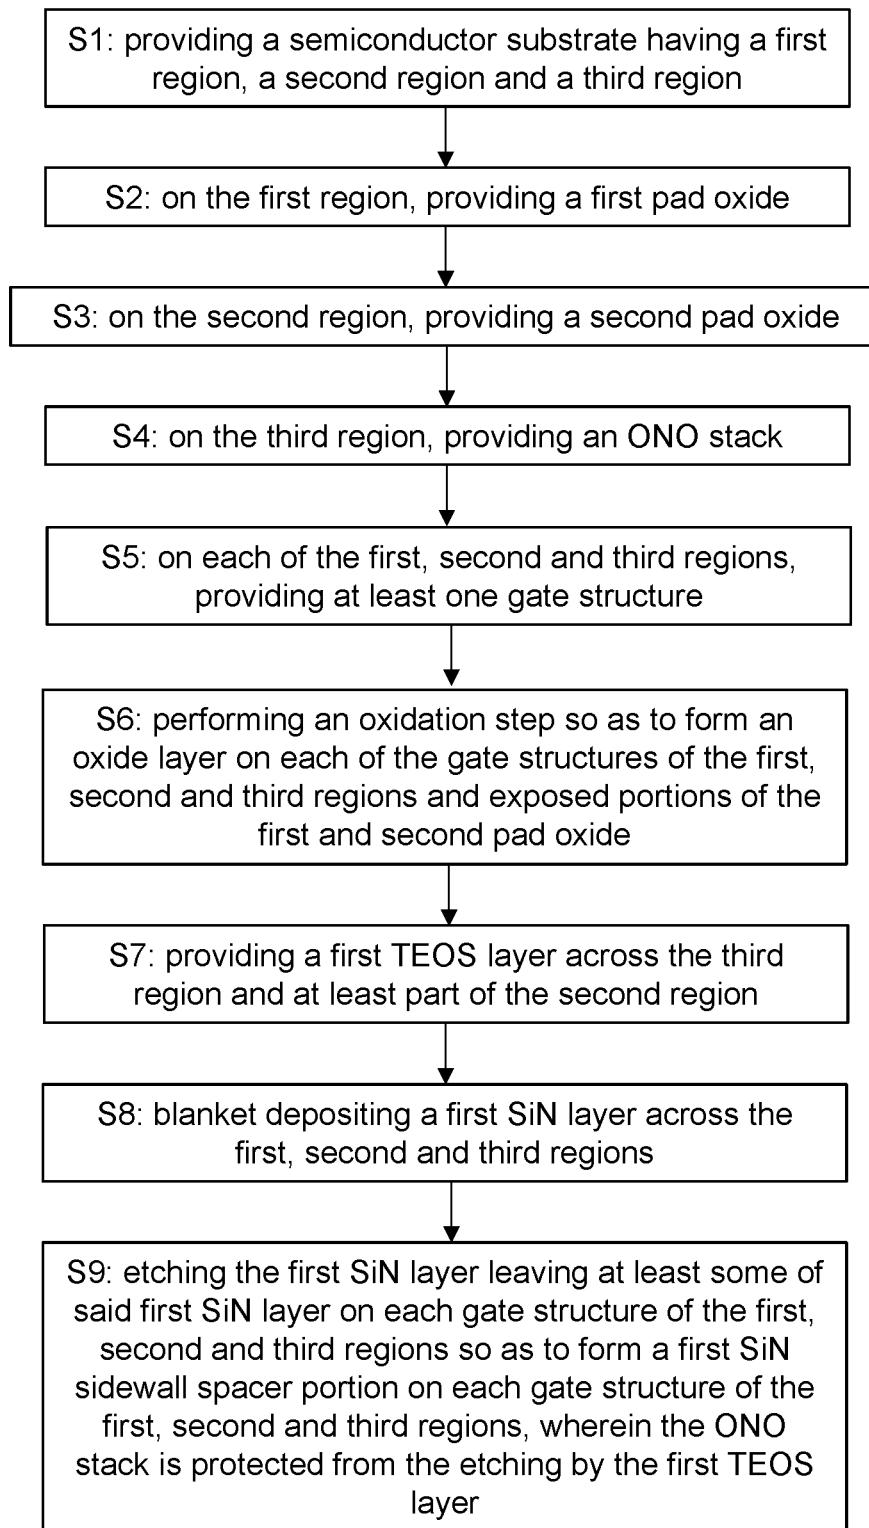 S1: providing a semiconductor substrate having a first
region, a second region and a third region
S2: on the first region, providing a first pad oxide
S3: on the second region, providing a second pad oxide
S4: on the third region, providing an ONO stack
S5: on each of the first, second and third regions,
providing at least one gate structure
S6: performing an oxidation step so as to form an
oxide layer on each of the gate structures of the first,
second and third regions and exposed portions of the
first and second pad oxide
S7: providing a first TEOS layer across the third
region and at least part of the second region
S8: blanket depositing a first SiN layer across the
first, second and third regions
S9: etching the first SiN layer leaving at least some of
said first SiN layer on each gate structure of the first,
second and third regions so as to form a first SiN
sidewall spacer portion on each gate structure of the
first, second and third regions, wherein the ONO
stack is protected from the etching by the first TEOS
layer